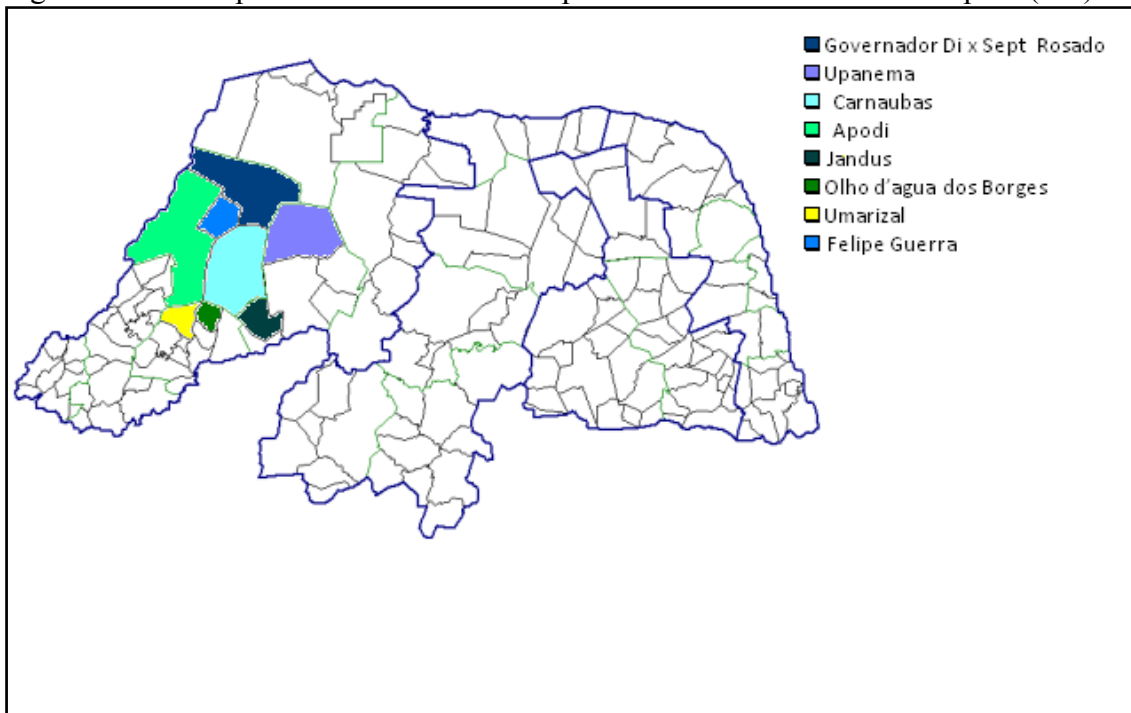 Governador Di x Sept Rosado
Upanema
Carnaubas
Apodi
Jandus
Olho d'agua dos Borges
Umarizal
Felipe Guerra